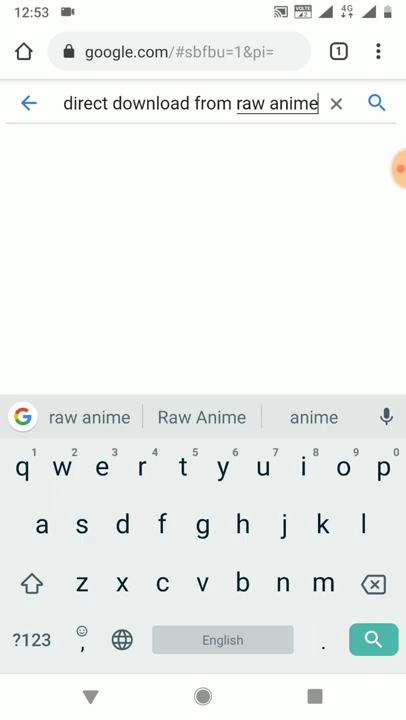 12:53 VOLTE 4G
google.com/#sbfbu=1&pi= 1
direct download from raw anime
raw anime Raw Anime anime
1 2 3 4 5 6 7 8 9 0
q w e r t y u i o p
a s d f g h j k l
z x c v b n m
?123 , English .